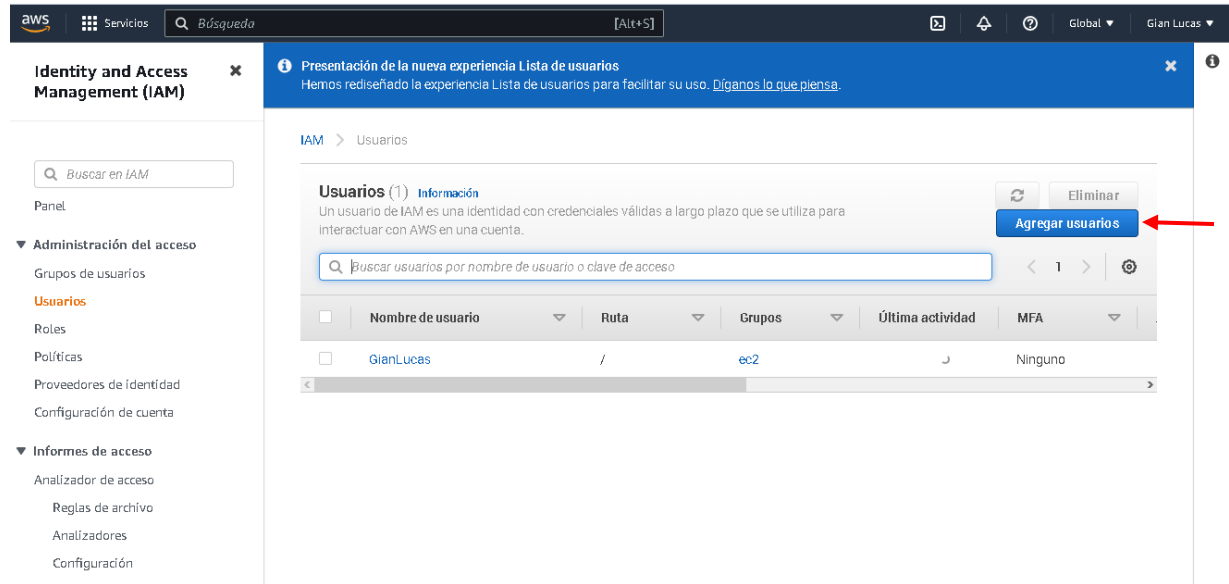 aws
Servicios
Búsqueda
[Alt+S]
Global
Gian Lucas
Identity and Access
Management (IAM)
Buscar en IAM
Panel
Administración del acceso
Grupos de usuarios
Usuarios
Roles
Políticas
Proveedores de identidad
Configuración de cuenta
Informes de acceso
Analizador de acceso
Reglas de archivo
Analizadores
Configuración
Presentación de la nueva experiencia Lista de usuarios
Hemos rediseñado la experiencia Lista de usuarios para facilitar su uso. Díganos lo que piensa.
IAM > Usuarios
Usuarios (1) Información
Un usuario de IAM es una identidad con credenciales válidas a largo plazo que se utiliza para
interactuar con AWS en una cuenta.
Eliminar
Agregar usuarios
Buscar usuarios por nombre de usuario o clave de acceso
1
Nombre de usuario Ruta Grupos Última actividad MFA
GianLucas / ec2 Ninguno